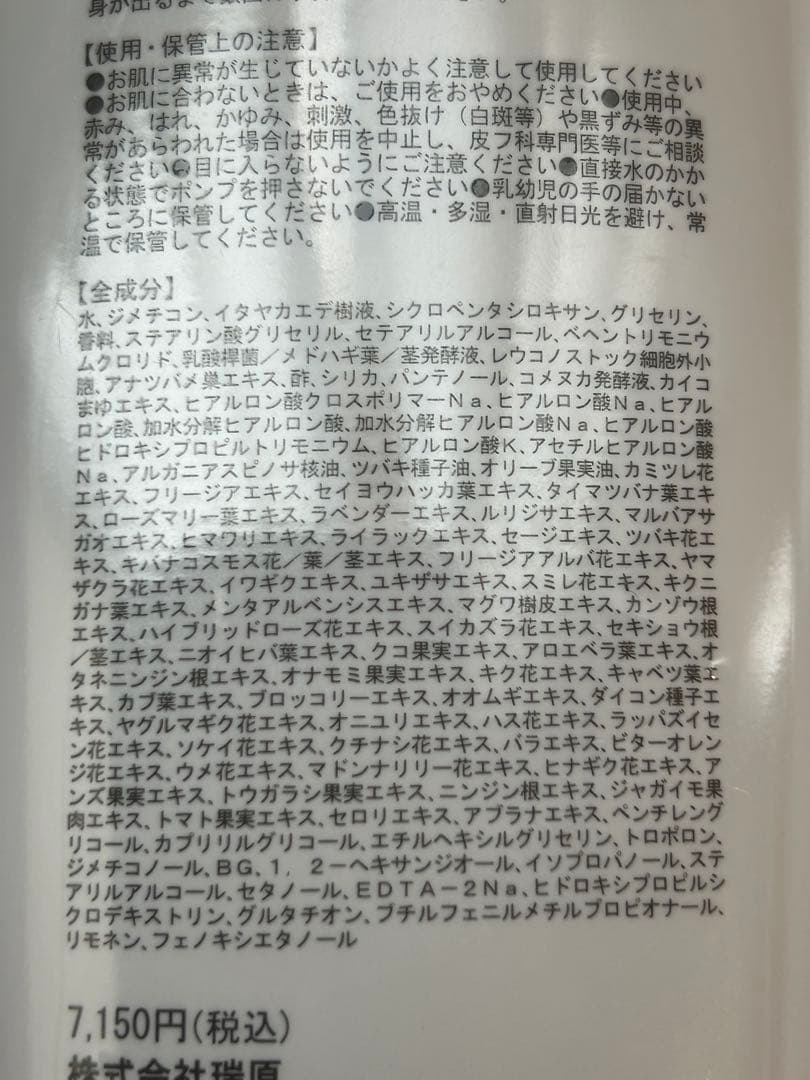 身が出るまで数回
【使用・保管上の注意】
●お肌に異常が生じていないかよく注意して使用してください
●お肌に合わないときは、ご使用をおやめください●使用中、
赤み、はれ、かゆみ、刺激、色抜け（白斑等）や黒ずみ等の異
常があらわれた場合は使用を中止し、皮フ科専門医等にご相談
ください●目に入らないようにご注意ください●直接水のかか
る状態でポンプを押さないでください●乳幼児の手の届かない
ところに保管してください●高温・多湿・直射日光を避け、常
温で保管してください。
【全成分】
水、ジメチコン、イタヤカエデ樹液、シクロペンタシロキサン、グリセリン、
香料、ステアリン酸グリセリル、セテアリルアルコール、ベヘントリモニウ
ムクロリド、乳酸桿菌／メドハギ葉／茎発酵液、レウコノストック細胞外小
胞、アナツバメ巣エキス、酢、シリカ、パンテノール、コメヌカ発酵液、カイコ
まゆエキス、ヒアルロン酸クロスポリマーNa、ヒアルロン酸Na、ヒアル
ロン酸、加水分解ヒアルロン酸、加水分解ヒアルロン酸Na、ヒアルロン酸
ヒドロキシプロピルトリモニウム、ヒアルロン酸K、アセチルヒアルロン酸
Na、アルガニアスピノサ核油、ツバキ種子油、オリーブ果実油、カミツレ花
エキス、フリージアエキス、セイヨウハッカ葉エキス、タイマツバナ葉エキ
ス、ローズマリー葉エキス、ラベンダーエキス、ルリジサエキス、マルバアサ
ガオエキス、ヒマワリエキス、ライラックエキス、セージエキス、ツバキ花エ
キス、キバナコスモス花／葉／茎エキス、フリージアアルバ花エキス、ヤマ
ザクラ花エキス、イワギクエキス、ユキザサエキス、スミレ花エキス、キクニ
ガナ葉エキス、メンタアルベンシスエキス、マグワ樹皮エキス、カンゾウ根
エキス、ハイブリッドローズ花エキス、スイカズラ花エキス、セキショウ根
／茎エキス、ニオイヒバ葉エキス、クコ果実エキス、アロエベラ葉エキス、オ
タネニンジン根エキス、オナモミ果実エキス、キク花エキス、キャベツ葉エ
キス、カブ葉エキス、ブロッコリーエキス、オオムギエキス、ダイコン種子エ
キス、ヤグルマギク花エキス、オニユリエキス、ハス花エキス、ラッパズイセ
ン花エキス、ソケイ花エキス、クチナシ花エキス、バラエキス、ビターオレン
ジ花エキス、ウメ花エキス、マドンナリリー花エキス、ヒナギク花エキス、ア
ンズ果実エキス、トウガラシ果実エキス、ニンジン根エキス、ジャガイモ果
肉エキス、トマト果実エキス、セロリエキス、アブラナエキス、ペンチレング
リコール、カプリリルグリコール、エチルヘキシルグリセリン、トロポロン、
ジメチコノール、BG、1，2－ヘキサンジオール、イソプロパノール、ステ
アリルアルコール、セタノール、EDTA－2Na、ヒドロキシプロピルシ
クロデキストリン、グルタチオン、ブチルフェニルメチルプロピオナール、
リモネン、フェノキシエタノール
7,150円(税込)
株式会社瑞原